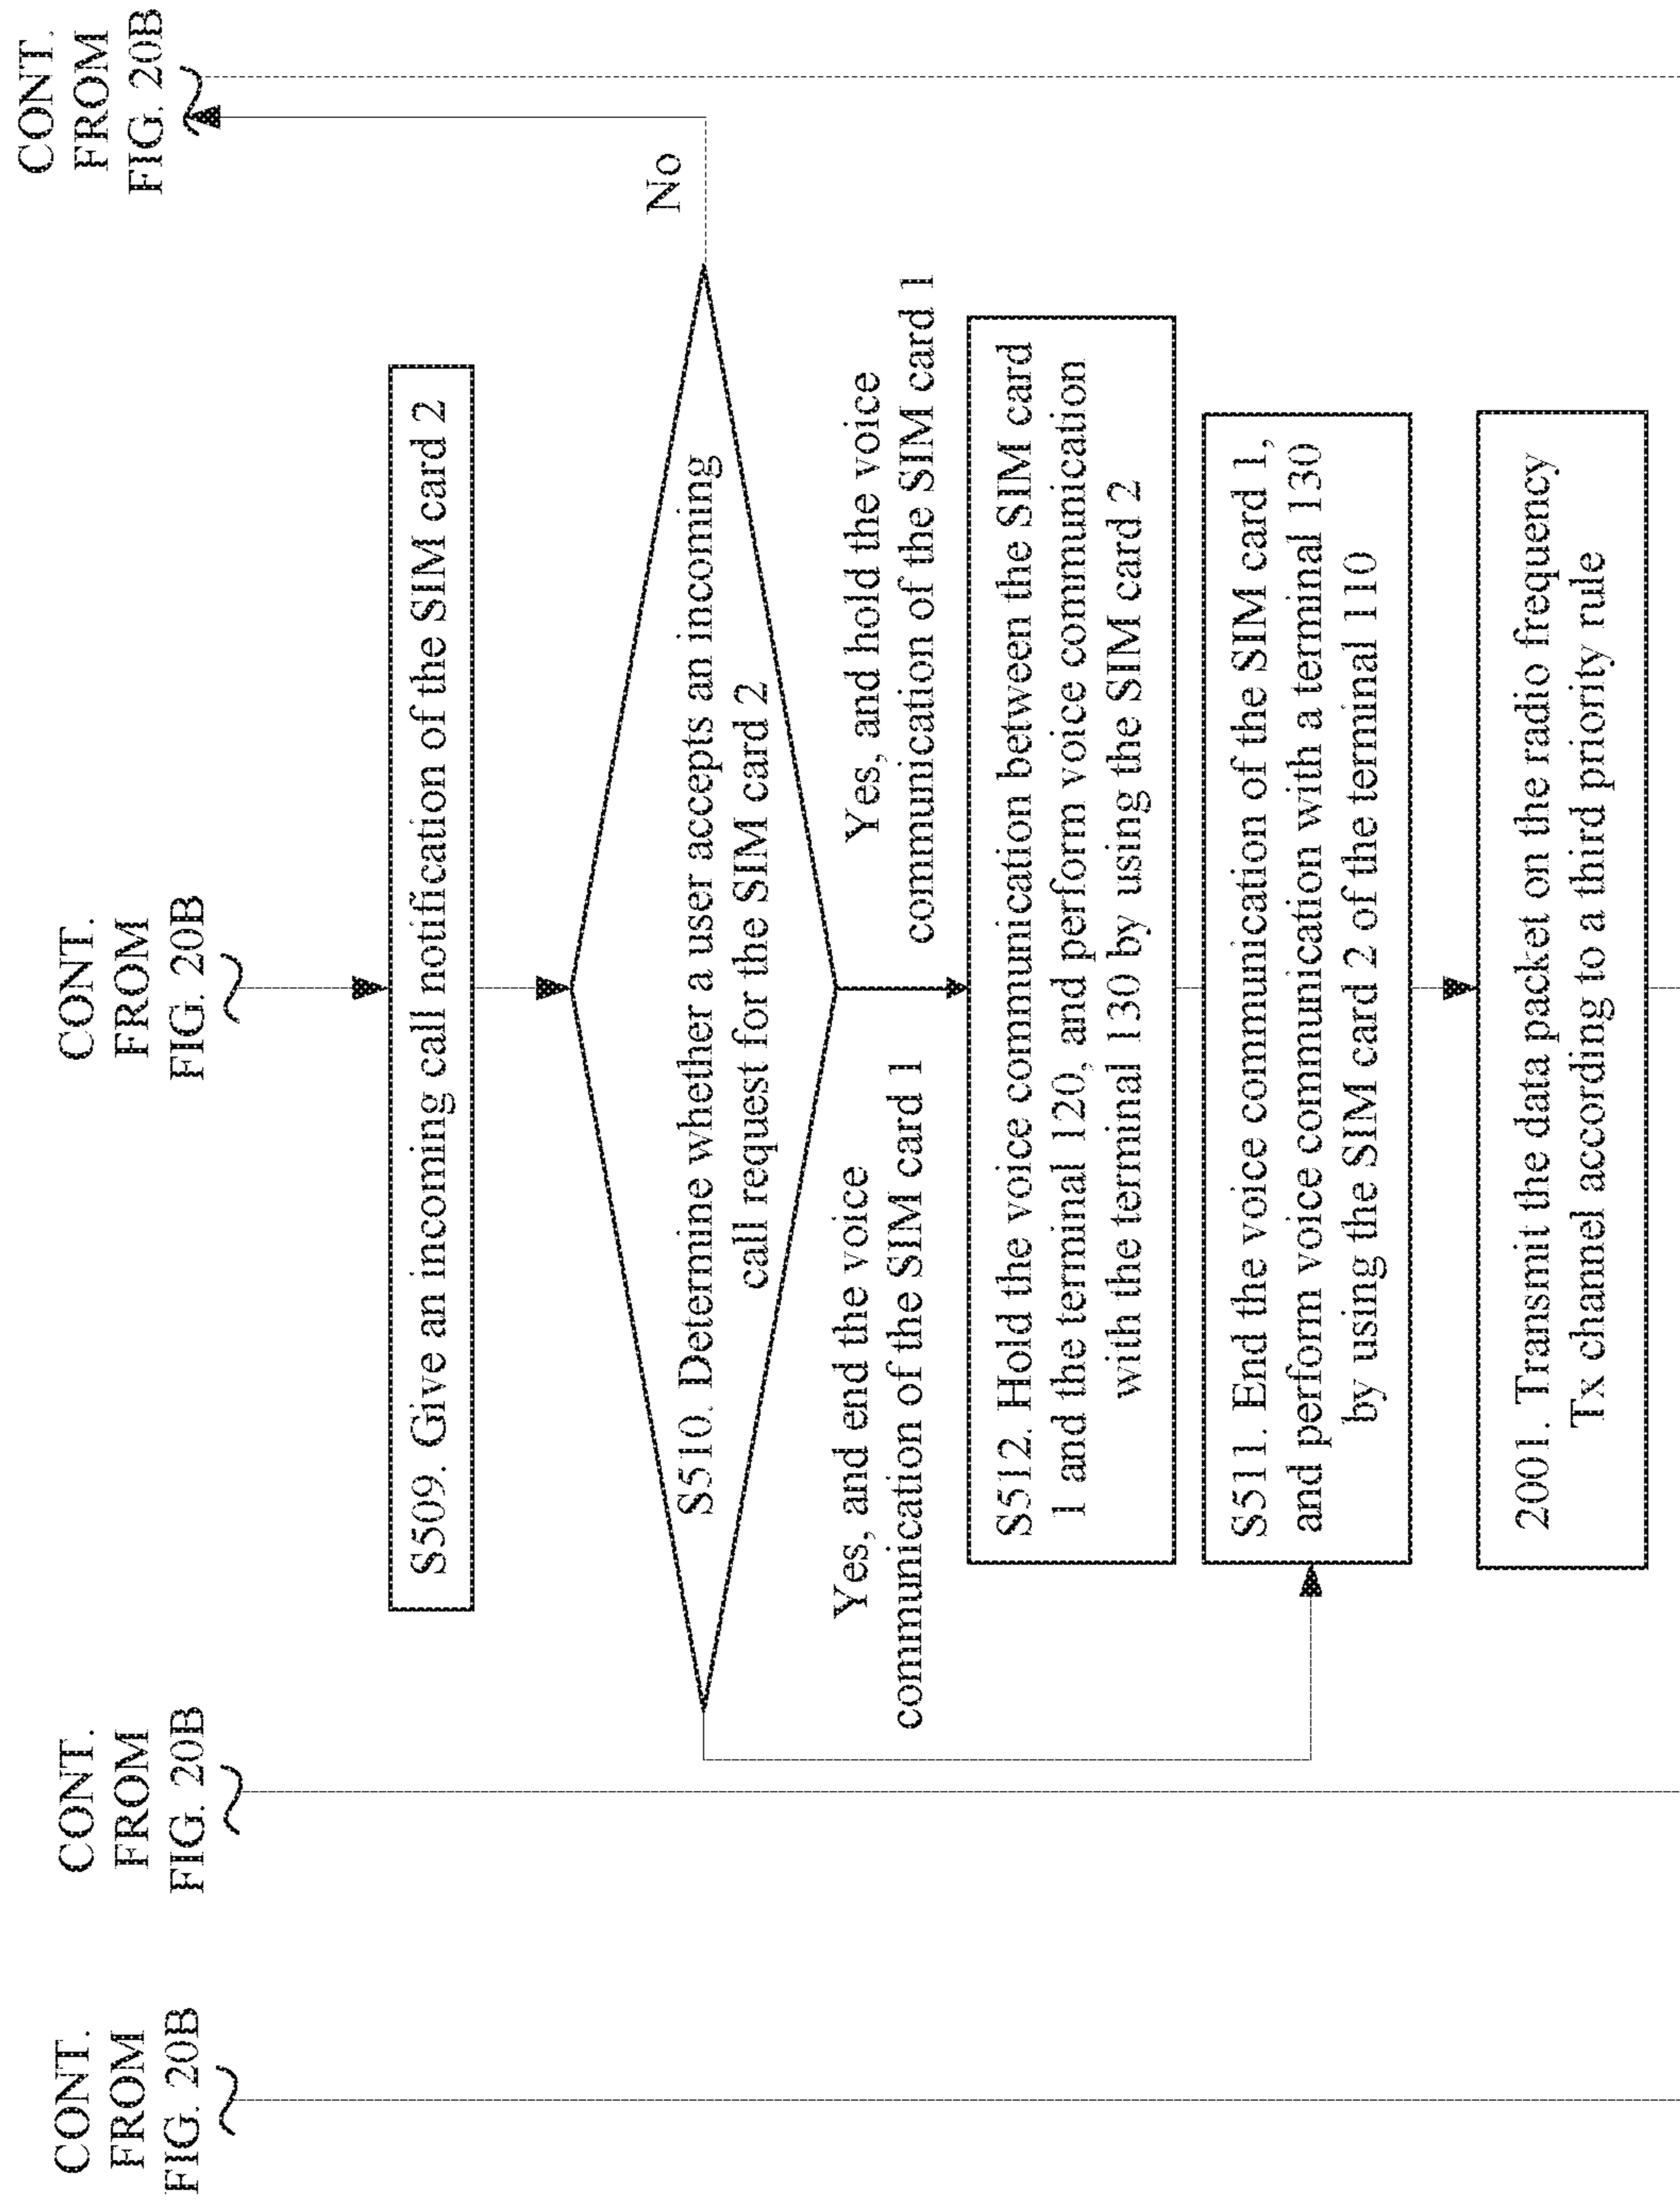 CONT.
FROM
FIG. 20B
CONT.
FROM
FIG. 20B
CONT.
FROM
FIG. 20B
CONT.
FROM
FIG. 20B
S509. Give an incoming call notification of the SIM card 2
S510. Determine whether a user accepts an incoming
call request for the SIM card 2
No
Yes, and end the voice
communication of the SIM card 1
Yes, and hold the voice
communication of the SIM card 1
S512. Hold the voice communication between the SIM card
1 and the terminal 120, and perform voice communication
with the terminal 130 by using the SIM card 2
S511. End the voice communication of the SIM card 1,
and perform voice communication with a terminal 130
by using the SIM card 2 of the terminal 110
2001. Transmit the data packet on the radio frequency
Tx channel according to a third priority rule